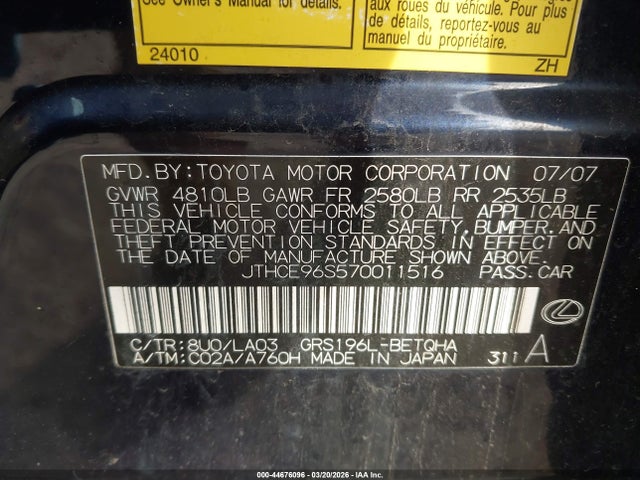 See Owner's Manual for details.
24010
aux roues du véhicule. Pour plus
de détails, reportez-vous au
manuel du propriétaire.
ZH
MFD.BY:TOYOTA MOTOR CORPORATION 07/07
GVWR 4810LB GAWR FR 2580LB RR 2535LB
THIS VEHICLE CONFORMS TO ALL APPLICABLE
FEDERAL MOTOR VEHICLE SAFETY,BUMPER,AND
THEFT PREVENTION STANDARDS IN EFFECT ON
THE DATE OF MANUFACTURE SHOWN ABOVE.
JTHCE96S570011516 PASS.CAR
C/TR:8U0/LA03 GRS196L-BETQHA
A/TM:C02A/A760H MADE IN JAPAN 311 A
000-44676096 - 03/20/2026 - IAA Inc.